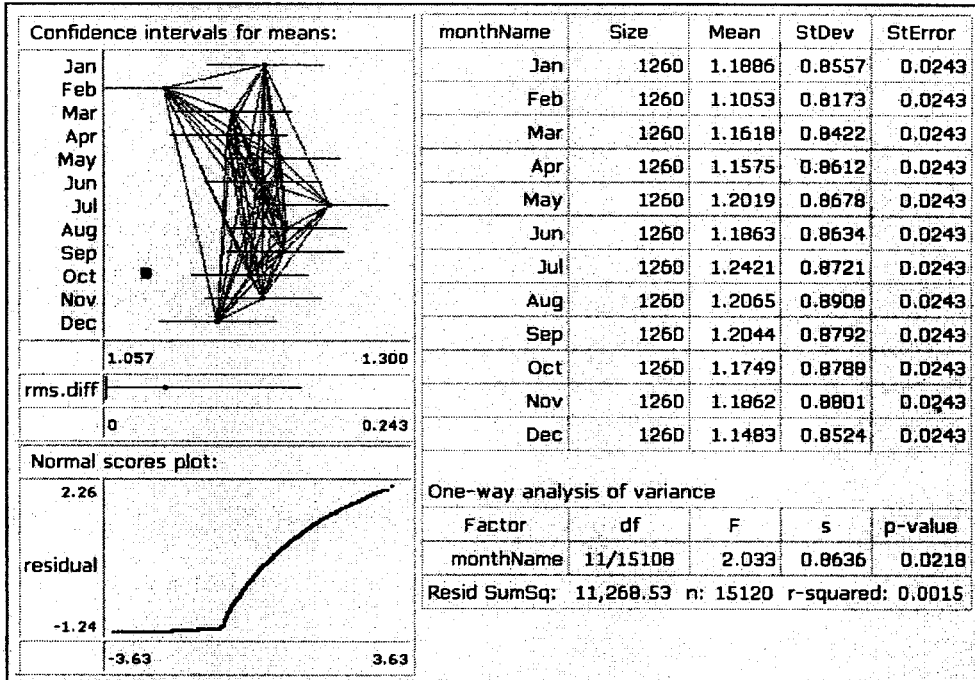 Confidence intervals for means:
Jan
Feb
Mar
Apr
May
Jun
Jul
Aug
Sep
Oct
Nov
Dec
1.057 1.300
rms.diff
0 0.243
Normal scores plot:
2.26
residual
-1.24
-3.63 3.63
monthName Size Mean StDev StError
Jan 1260 1.1886 0.8557 0.0243
Feb 1260 1.1053 0.8173 0.0243
Mar 1260 1.1618 0.8422 0.0243
Apr 1260 1.1575 0.8612 0.0243
May 1260 1.2019 0.8678 0.0243
Jun 1260 1.1863 0.8634 0.0243
Jul 1260 1.2421 0.8721 0.0243
Aug 1260 1.2065 0.8908 0.0243
Sep 1260 1.2044 0.8792 0.0243
Oct 1260 1.1749 0.8788 0.0243
Nov 1260 1.1862 0.8801 0.0243
Dec 1260 1.1483 0.8524 0.0243
One-way analysis of variance
Factor df F s p-value
monthName 11/15108 2.033 0.8636 0.0218
Resid SumSq: 11,268.53 n: 15120 r-squared: 0.0015